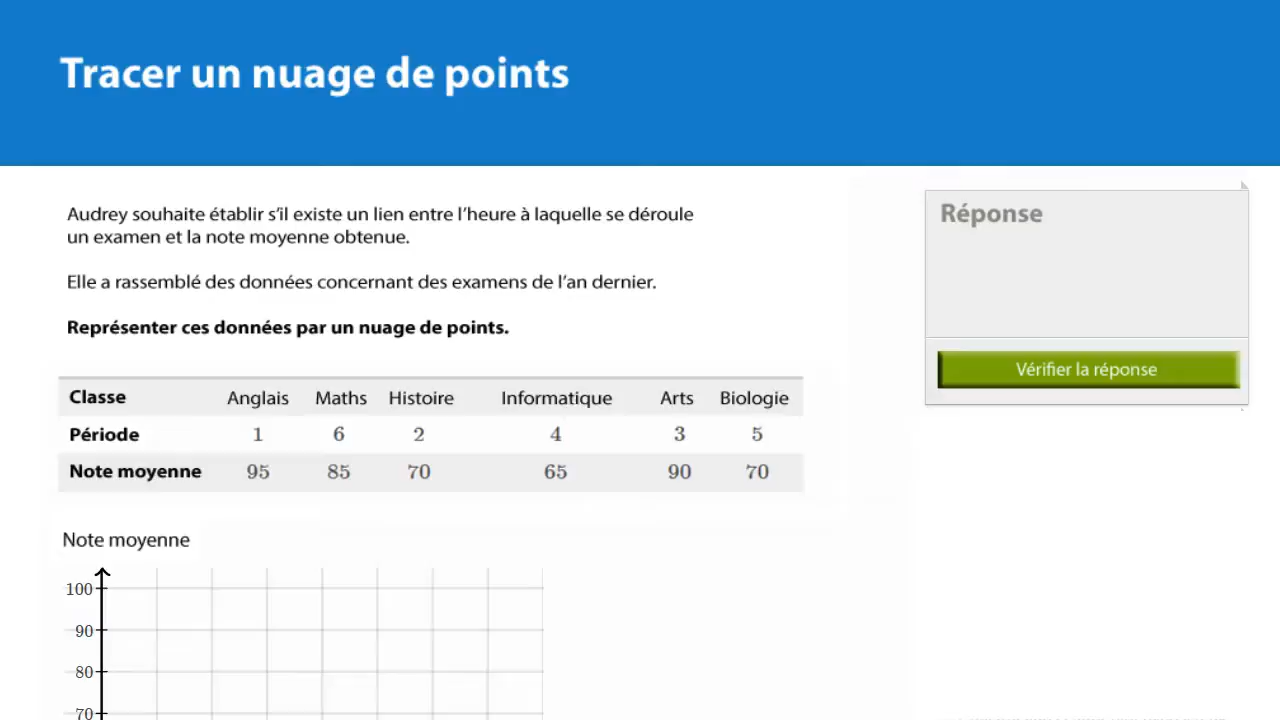 Tracer un nuage de points
Audrey souhaite établir s'il existe un lien entre l'heure à laquelle se déroule
un examen et la note moyenne obtenue.
Elle a rassemblé des données concernant des examens de l'an dernier.
Représenter ces données par un nuage de points.
Classe Anglais Maths Histoire Informatique Arts Biologie
Période 1 6 2 4 3 5
Note moyenne 95 85 70 65 90 70
Note moyenne
100
90
80
70
Réponse
Vérifier la réponse